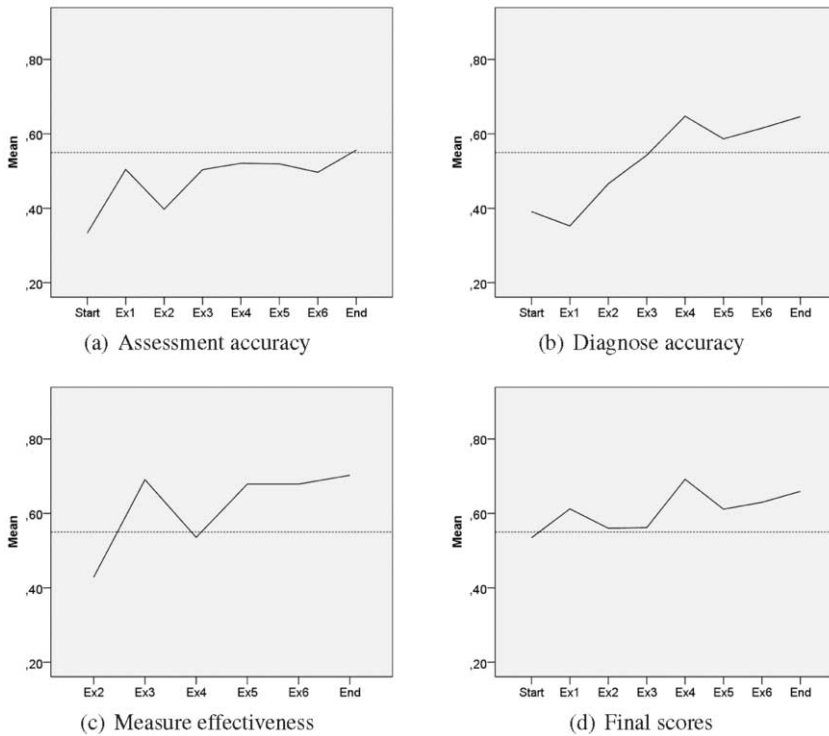 Mean
,80
,60
,40
,20
Start Ex1 Ex2 Ex3 Ex4 Ex5 Ex6 End
(a) Assessment accuracy
Mean
,80
,60
,40
,20
Start Ex1 Ex2 Ex3 Ex4 Ex5 Ex6 End
(b) Diagnose accuracy
Mean
,80
,60
,40
,20
Ex2 Ex3 Ex4 Ex5 Ex6 End
(c) Measure effectiveness
Mean
,80
,60
,40
,20
Start Ex1 Ex2 Ex3 Ex4 Ex5 Ex6 End
(d) Final scores